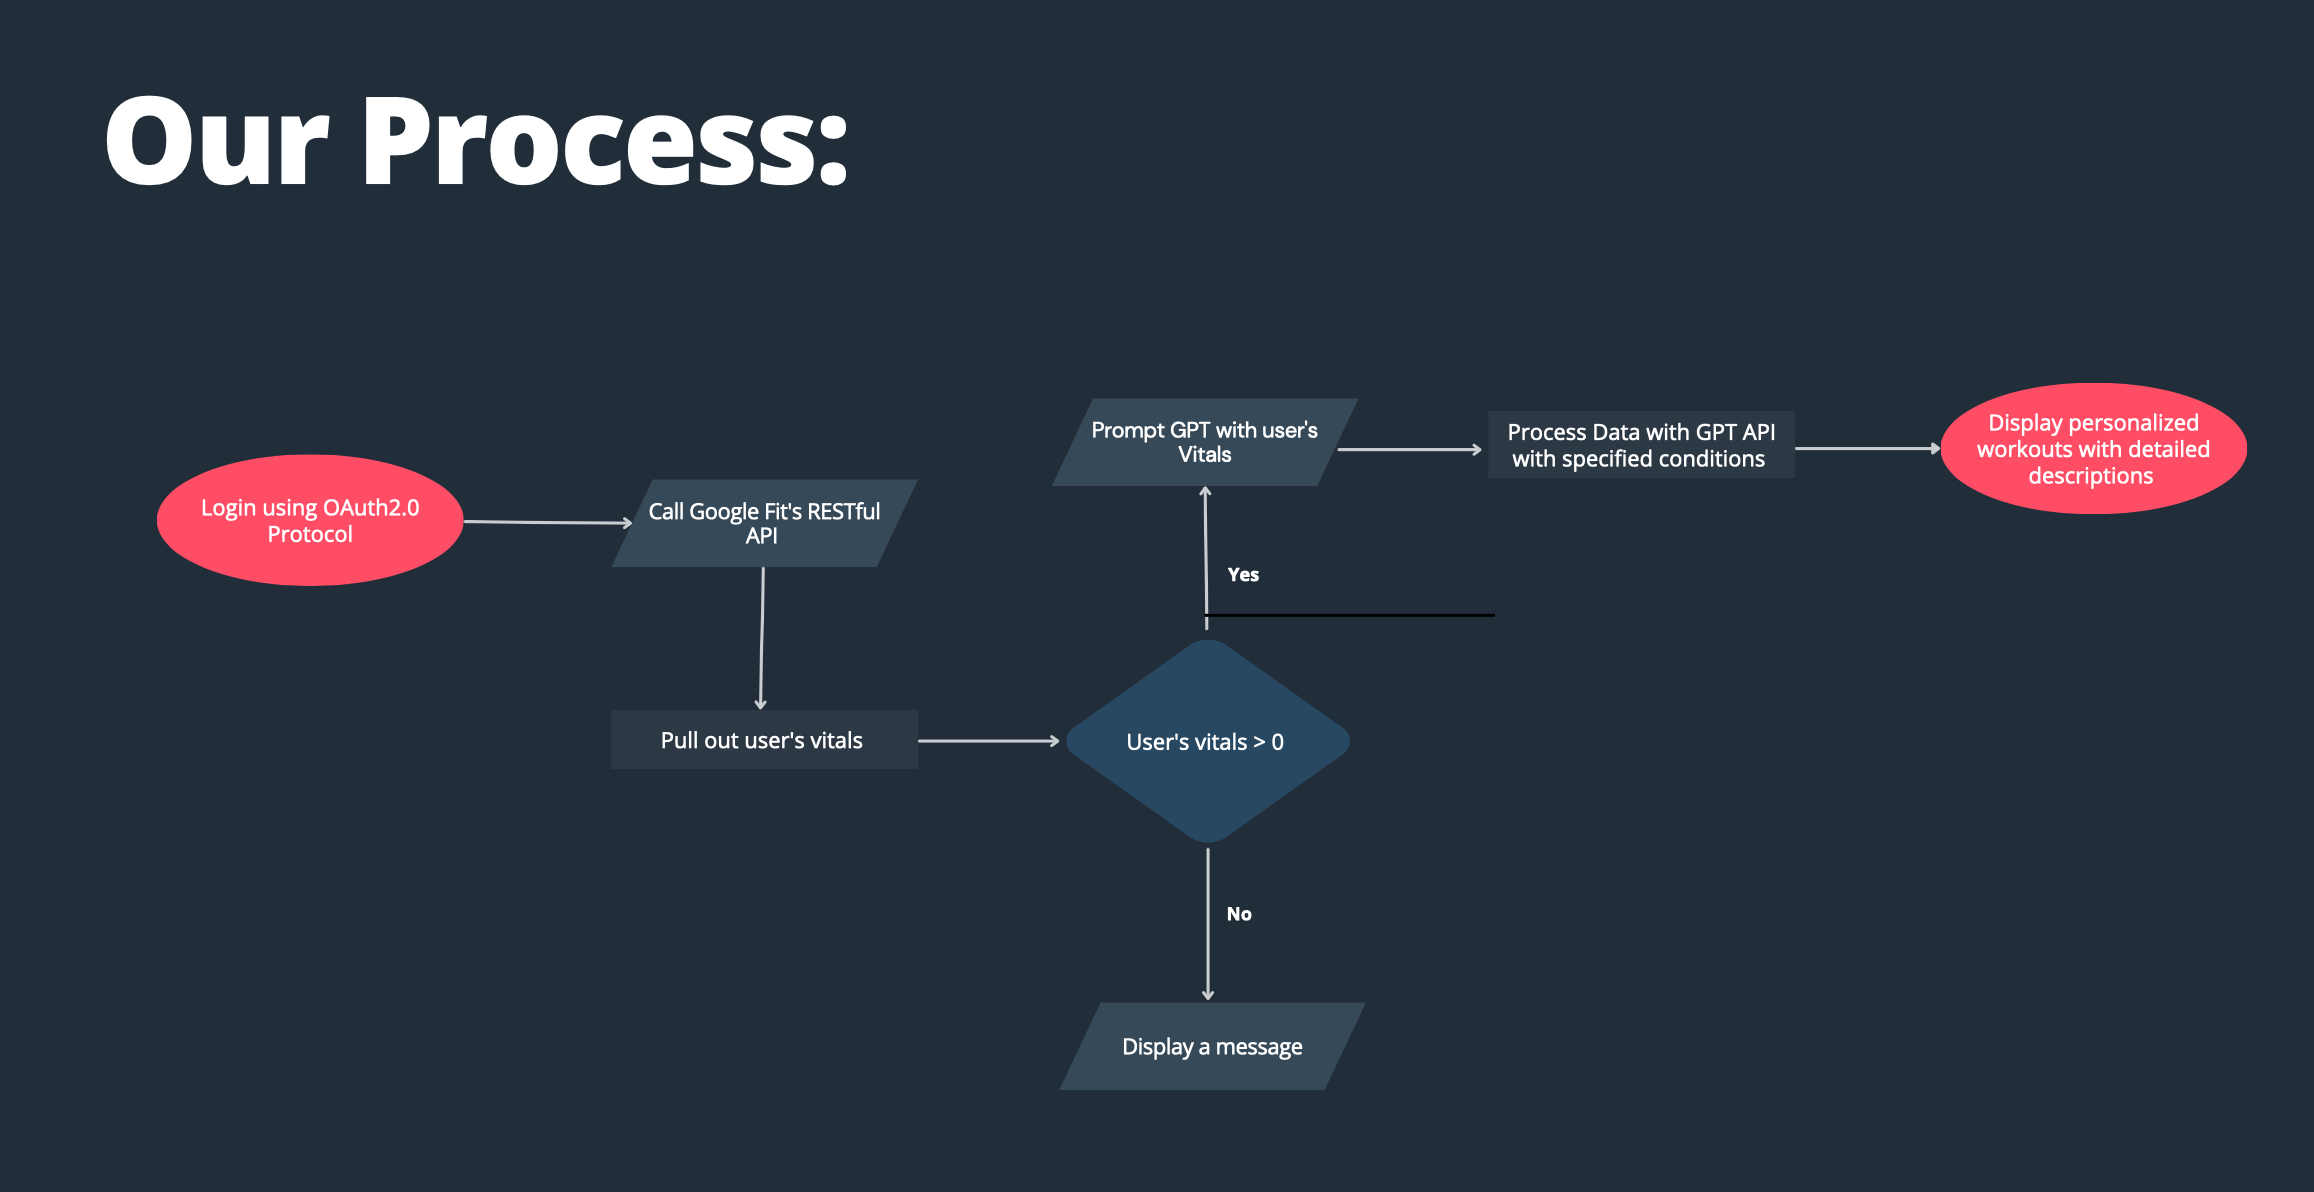 Our Process:
Login using OAuth2.0
Protocol
Call Google Fit's RESTful
API
Pull out user's vitals
User's vitals > 0
Yes
Prompt GPT with user's
Vitals
Process Data with GPT API
with specified conditions
Display personalized
workouts with detailed
descriptions
No
Display a message